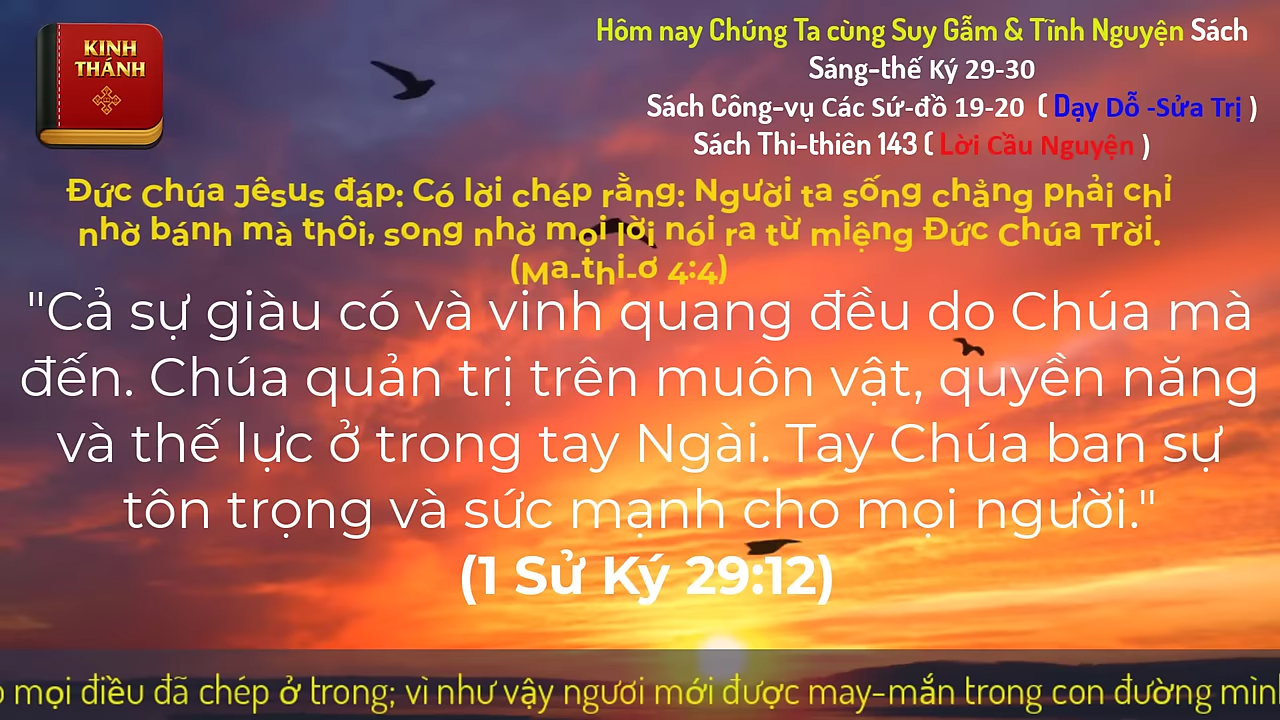 KINH
THÁNH
Hôm nay Chúng Ta cùng Suy Gẫm & Tĩnh Nguyện Sách
Sáng-thế Ký 29-30
Sách Công-vụ Các Sứ-đồ 19-20 ( Dạy Dỗ -Sửa Trị )
Sách Thi-thiên 143 ( Lời Cầu Nguyện )
Đức Chúa Jêsus đáp: Có lời chép rằng: Người ta sống chẳng phải chỉ
nhờ bánh mà thôi, song nhờ mọi lời nói ra từ miệng Đức Chúa Trời.
(Ma-thi-ơ 4:4)
"Cả sự giàu có và vinh quang đều do Chúa mà
đến. Chúa quản trị trên muôn vật, quyền năng
và thế lực ở trong tay Ngài. Tay Chúa ban sự
tôn trọng và sức mạnh cho mọi người."
(1 Sử Ký 29:12)
mọi điều đã chép ở trong; vì như vậy ngươi mới được may-mắn trong con đường mình